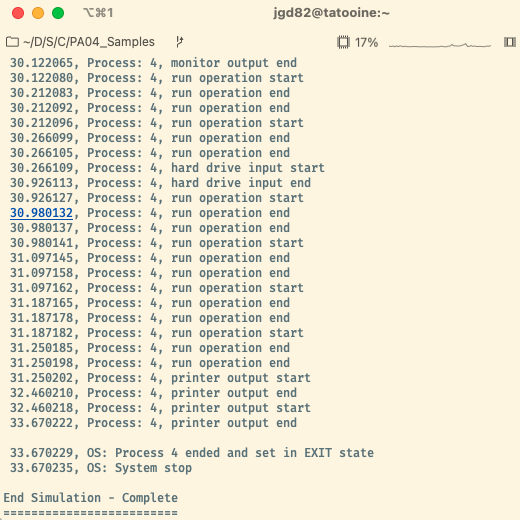 ⌥⌘1
jgd82@tatooine:~
~/D/S/C/PA04_Samples
17%
30.122065, Process: 4, monitor output end
30.122080, Process: 4, run operation start
30.212083, Process: 4, run operation end
30.212092, Process: 4, run operation end
30.212096, Process: 4, run operation start
30.266099, Process: 4, run operation end
30.266105, Process: 4, run operation end
30.266109, Process: 4, hard drive input start
30.926113, Process: 4, hard drive input end
30.926127, Process: 4, run operation start
30.980132, Process: 4, run operation end
30.980137, Process: 4, run operation end
30.980141, Process: 4, run operation start
31.097145, Process: 4, run operation end
31.097158, Process: 4, run operation end
31.097162, Process: 4, run operation start
31.187165, Process: 4, run operation end
31.187178, Process: 4, run operation end
31.187182, Process: 4, run operation start
31.250185, Process: 4, run operation end
31.250198, Process: 4, run operation end
31.250202, Process: 4, printer output start
32.460210, Process: 4, printer output end
32.460218, Process: 4, printer output start
33.670222, Process: 4, printer output end
33.670229, OS: Process 4 ended and set in EXIT state
33.670235, OS: System stop
End Simulation - Complete
=========================